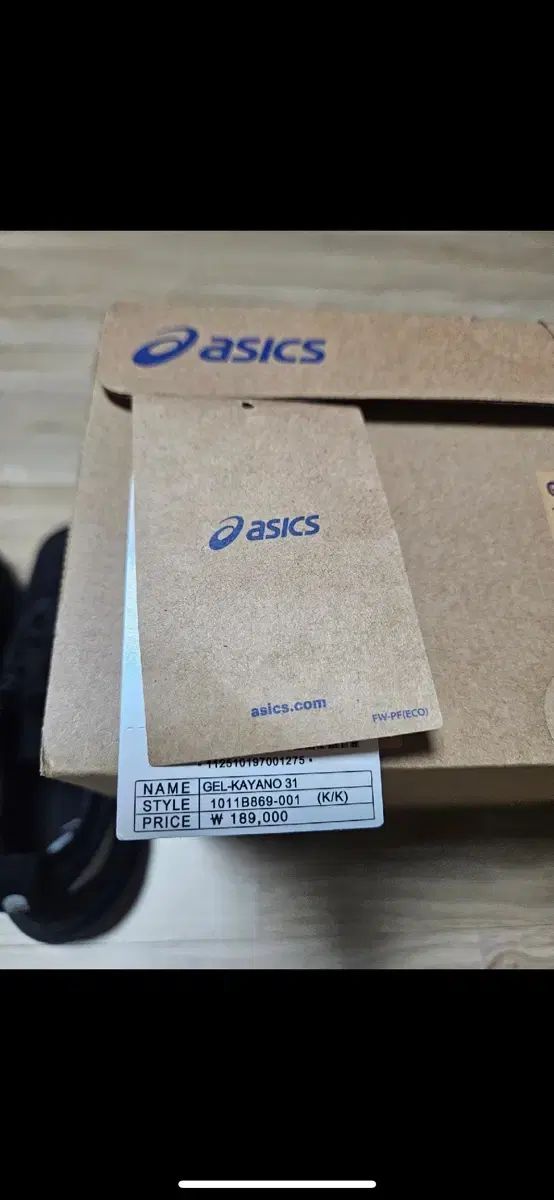 asics
asics
asics.com
FW-PF(ECO)
• 112510197001275 •
NAME GEL-KAYANO 31
STYLE 1011B869-001 (K/K)
PRICE ₩ 189,000